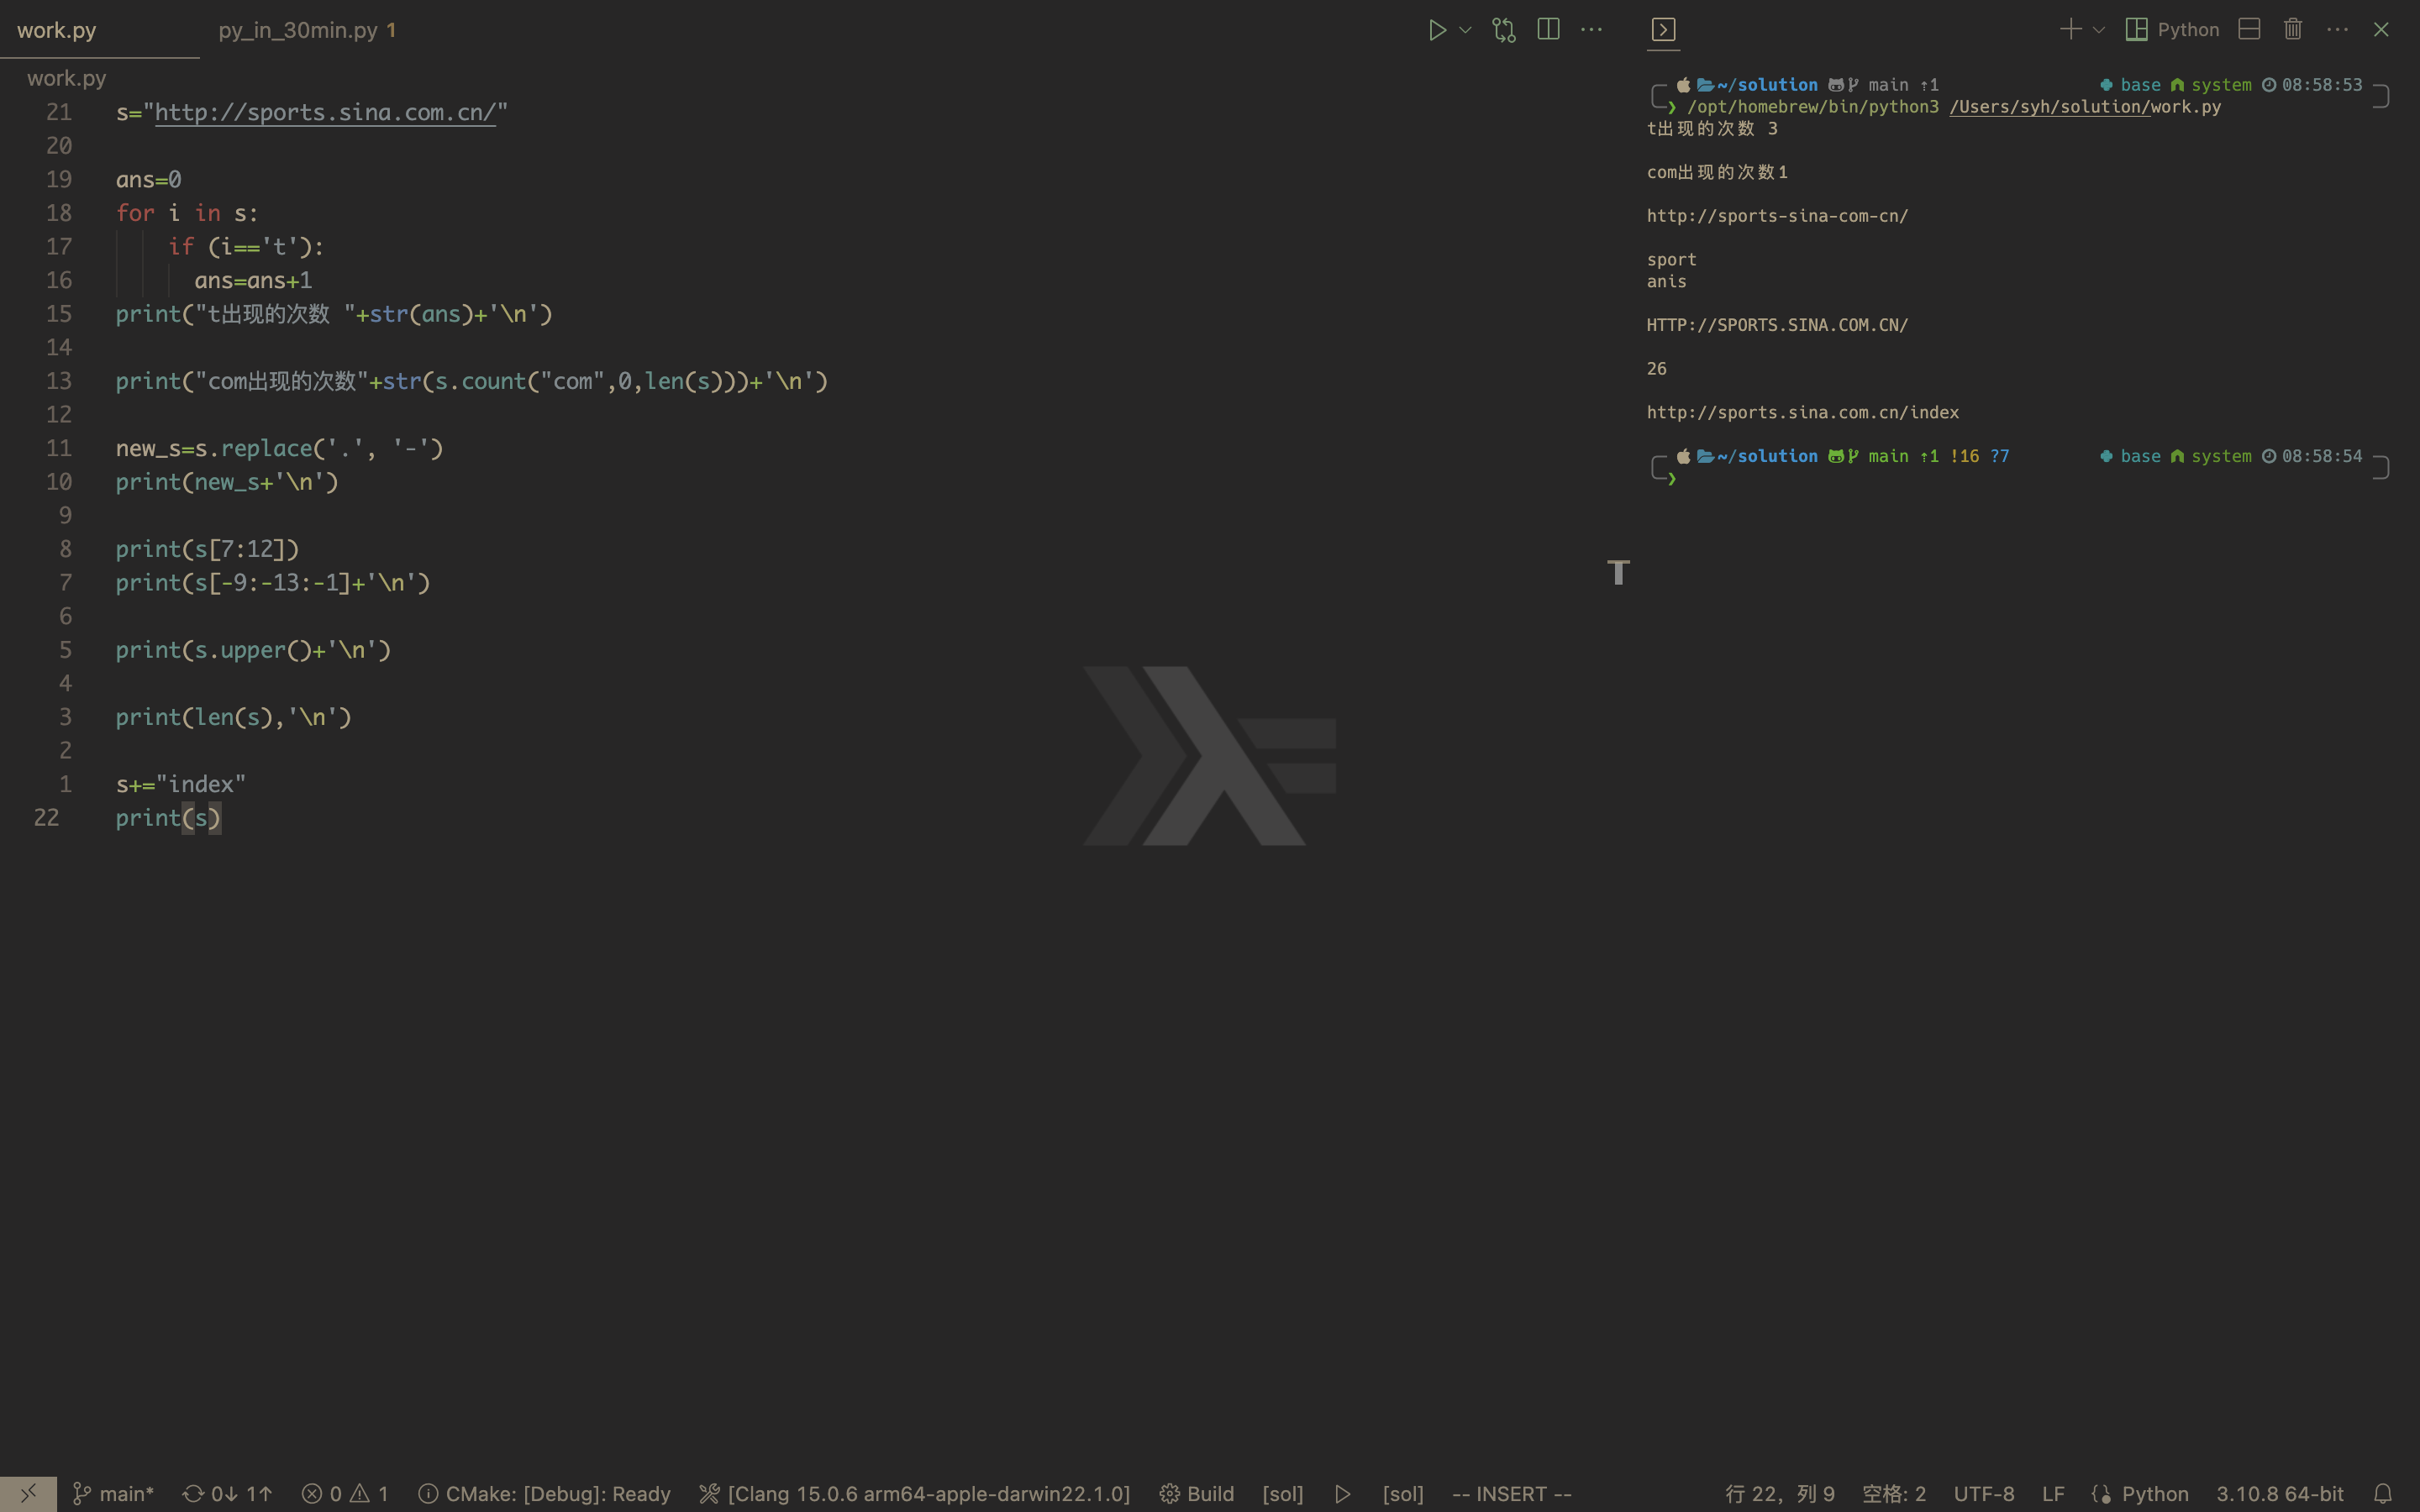 work.py
py_in_30min.py 1
work.py
21 s="http://sports.sina.com.cn/"
20
19 ans=0
18 for i in s:
17 if (i=='t'):
16 ans=ans+1
15 print("t出现的次数 "+str(ans)+'\n')
14
13 print("com出现的次数"+str(s.count("com",0,len(s)))+'\n')
12
11 new_s=s.replace('.', '-')
10 print(new_s+'\n')
9
8 print(s[7:12])
7 print(s[-9:-13:-1]+'\n')
6
5 print(s.upper()+'\n')
4
3 print(len(s),'\n')
2
1 s+="index"
22 print(s)
Python
~/solution main ⇡1 base system 08:58:53
❯ /opt/homebrew/bin/python3 /Users/syh/solution/work.py
t出现的次数 3
com出现的次数1
http://sports-sina-com-cn/
sport
anis
HTTP://SPORTS.SINA.COM.CN/
26
http://sports.sina.com.cn/index
~/solution main ⇡1 !16 ?7 base system 08:58:54
❯
main* 0↓ 1↑ 0 1 CMake: [Debug]: Ready [Clang 15.0.6 arm64-apple-darwin22.1.0] Build [sol] [sol] -- INSERT -- 行 22，列 9 空格: 2 UTF-8 LF Python 3.10.8 64-bit